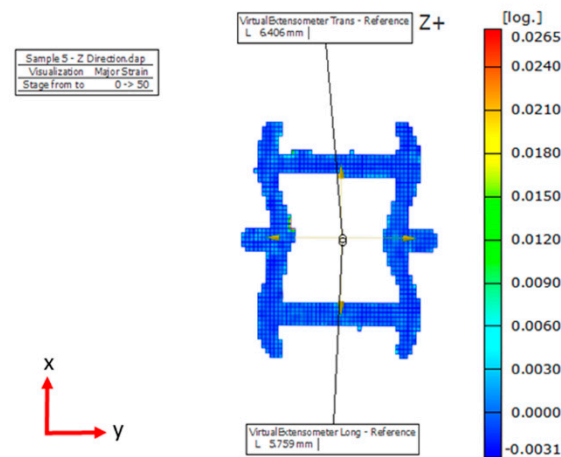 VirtualExtensometer Trans - Reference
L 6.406 mm
Z+
[log.]
Sample 5 - Z Direction.dap
Visualization Major Strain
Stage from to 0 -> 50
0.0265
0.0240
0.0210
0.0180
0.0150
0.0120
0.0090
0.0060
0.0030
0.0000
-0.0031
x
y
VirtualExtensometer Long - Reference
L 5.759 mm